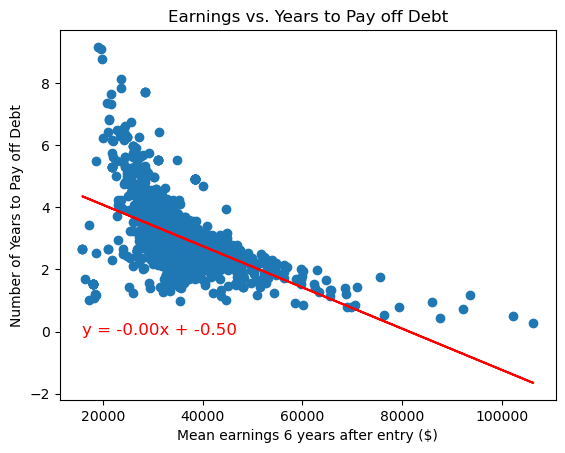 Earnings vs. Years to Pay off Debt
Number of Years to Pay off Debt
8
6
4
2
0
−2
y = -0.00x + -0.50
20000 40000 60000 80000 100000
Mean earnings 6 years after entry ($)